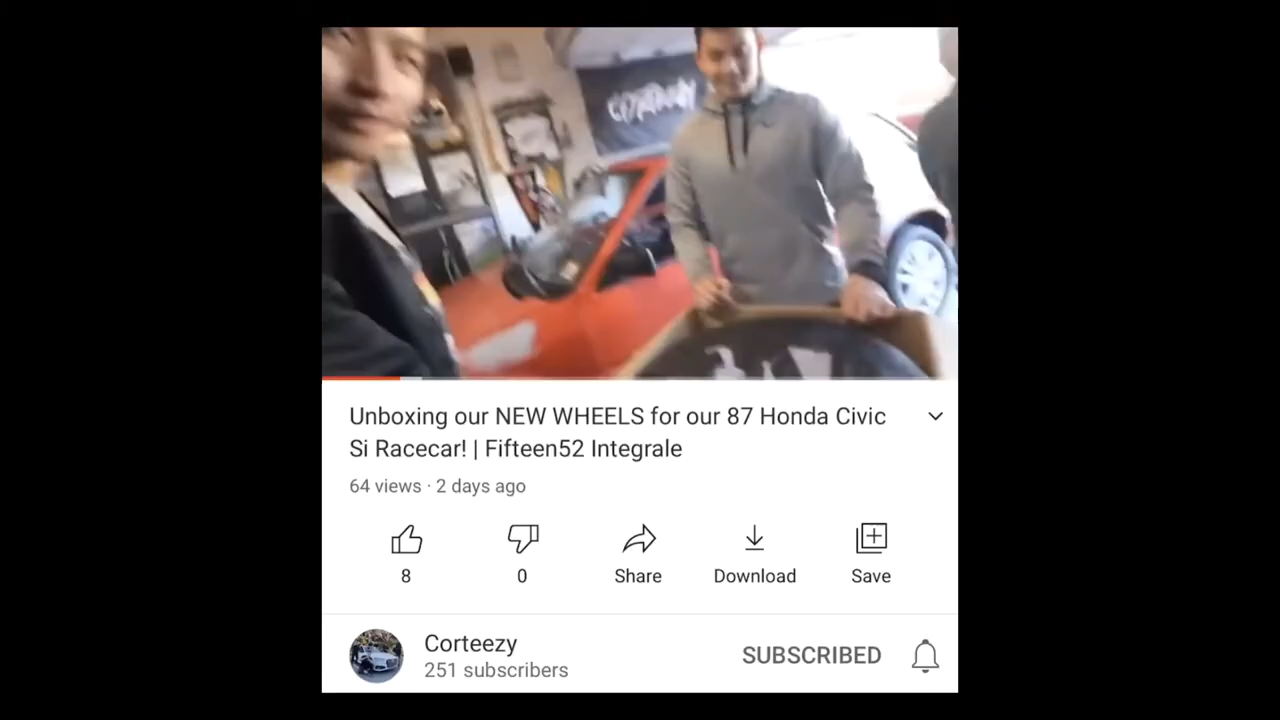 Unboxing our NEW WHEELS for our 87 Honda Civic
Si Racecar! | Fifteen52 Integrale
64 views · 2 days ago
8
0
Share
Download
Save
Corteezy
251 subscribers
SUBSCRIBED